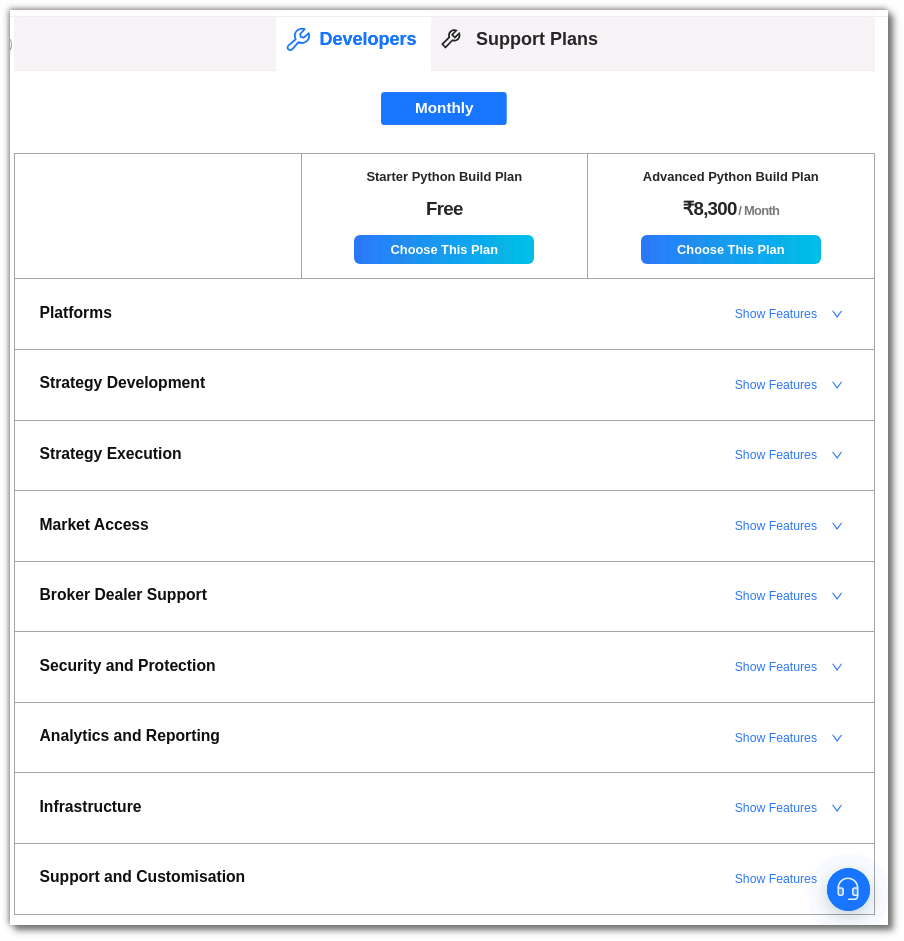 Developers
Support Plans
Monthly
Starter Python Build Plan
Free
Choose This Plan
Advanced Python Build Plan
₹8,300 / Month
Choose This Plan
Platforms
Show Features
Strategy Development
Show Features
Strategy Execution
Show Features
Market Access
Show Features
Broker Dealer Support
Show Features
Security and Protection
Show Features
Analytics and Reporting
Show Features
Infrastructure
Show Features
Support and Customisation
Show Features